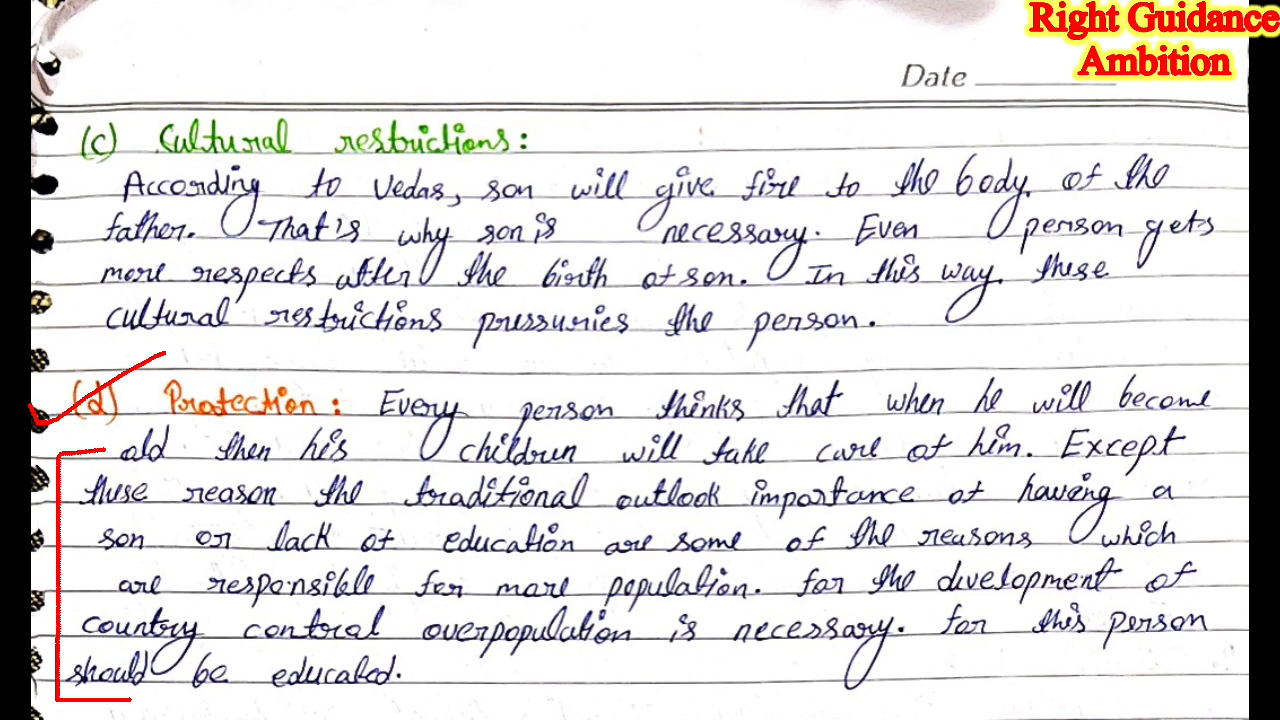 Right Guidance
Ambition
Date
(c) Cultural restrictions:
According to Vedas, son will give fire to the body of the
father. That's why son is necessary. Even person gets
more respects after the birth of son. In this way these
cultural restrictions pressuries the person.
(d) Protection: Every person thinks that when he will become
old then his children will take care of him. Except
these reason the traditional outlook importance of having a
son or lack of education are some of the reasons which
are responsible for more population. For the development of
country control overpopulation is necessary. For this person
should be educated.